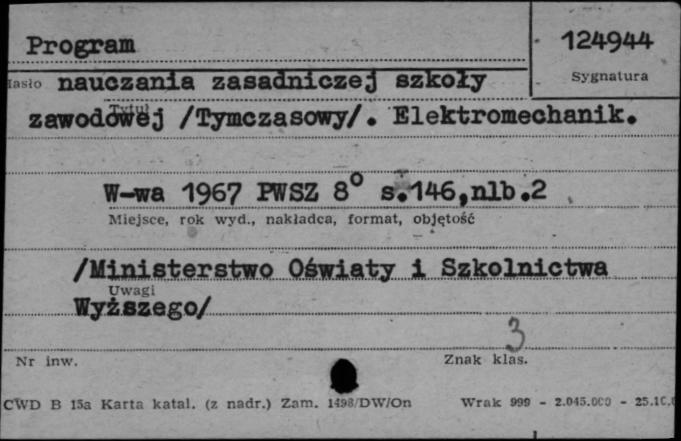 Program
124944
Sygnatura
Hasło nauczania zasadniczej szkoły
Tytuł
zawodowej /Tymczasowy/. Elektromechanik.
W-wa 1967 PWSZ 8° s.146,nlb.2
Miejsce, rok wyd., nakładca, format, objętość
/Ministerstwo Oświaty i Szkolnictwa
Uwagi
Wyższego/
3
Nr inw.
Znak klas.
CWD B 15a Karta katal. (z nadr.) Zam. 1498/DW/On Wrak 999 - 2.045.000 - 25.10.